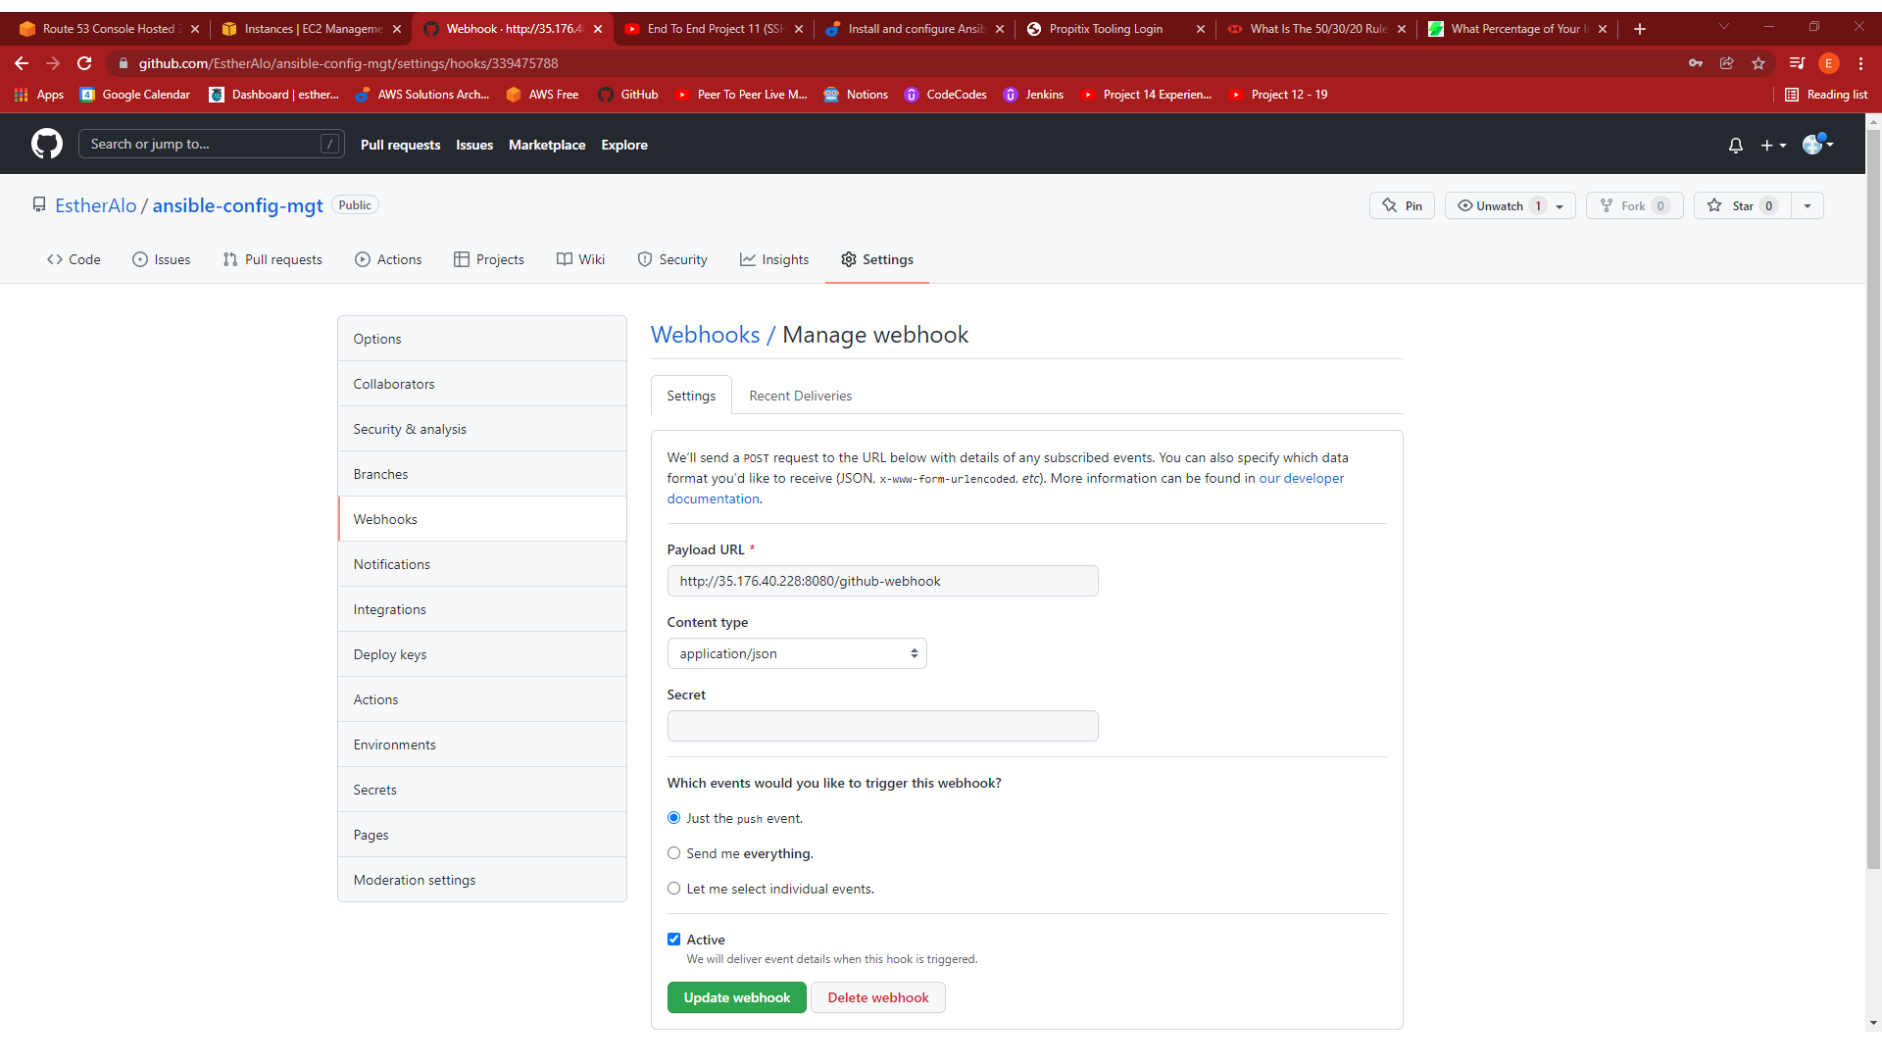 Route 53 Console Hosted Z
Instances | EC2 Manageme
Webhook · http://35.176.4
End To End Project 11 (SSH
Install and configure Ansib
Propitix Tooling Login
What Is The 50/30/20 Rule
What Percentage of Your I
github.com/EstherAlo/ansible-config-mgt/settings/hooks/339475788
E
Apps
Google Calendar
Dashboard | esther...
AWS Solutions Arch...
AWS Free
GitHub
Peer To Peer Live M...
Notions
CodeCodes
Jenkins
Project 14 Experien...
Project 12 - 19
Reading list
Search or jump to...
/
Pull requests
Issues
Marketplace
Explore
EstherAlo / ansible-config-mgt Public
Pin
Unwatch 1
Fork 0
Star 0
Code
Issues
Pull requests
Actions
Projects
Wiki
Security
Insights
Settings
Options
Collaborators
Security & analysis
Branches
Webhooks
Notifications
Integrations
Deploy keys
Actions
Environments
Secrets
Pages
Moderation settings
Webhooks / Manage webhook
Settings
Recent Deliveries
We'll send a POST request to the URL below with details of any subscribed events. You can also specify which data
format you'd like to receive (JSON, x-www-form-urlencoded, etc). More information can be found in our developer
documentation.
Payload URL *
http://35.176.40.228:8080/github-webhook
Content type
application/json
Secret
Which events would you like to trigger this webhook?
Just the push event.
Send me everything.
Let me select individual events.
Active
We will deliver event details when this hook is triggered.
Update webhook
Delete webhook